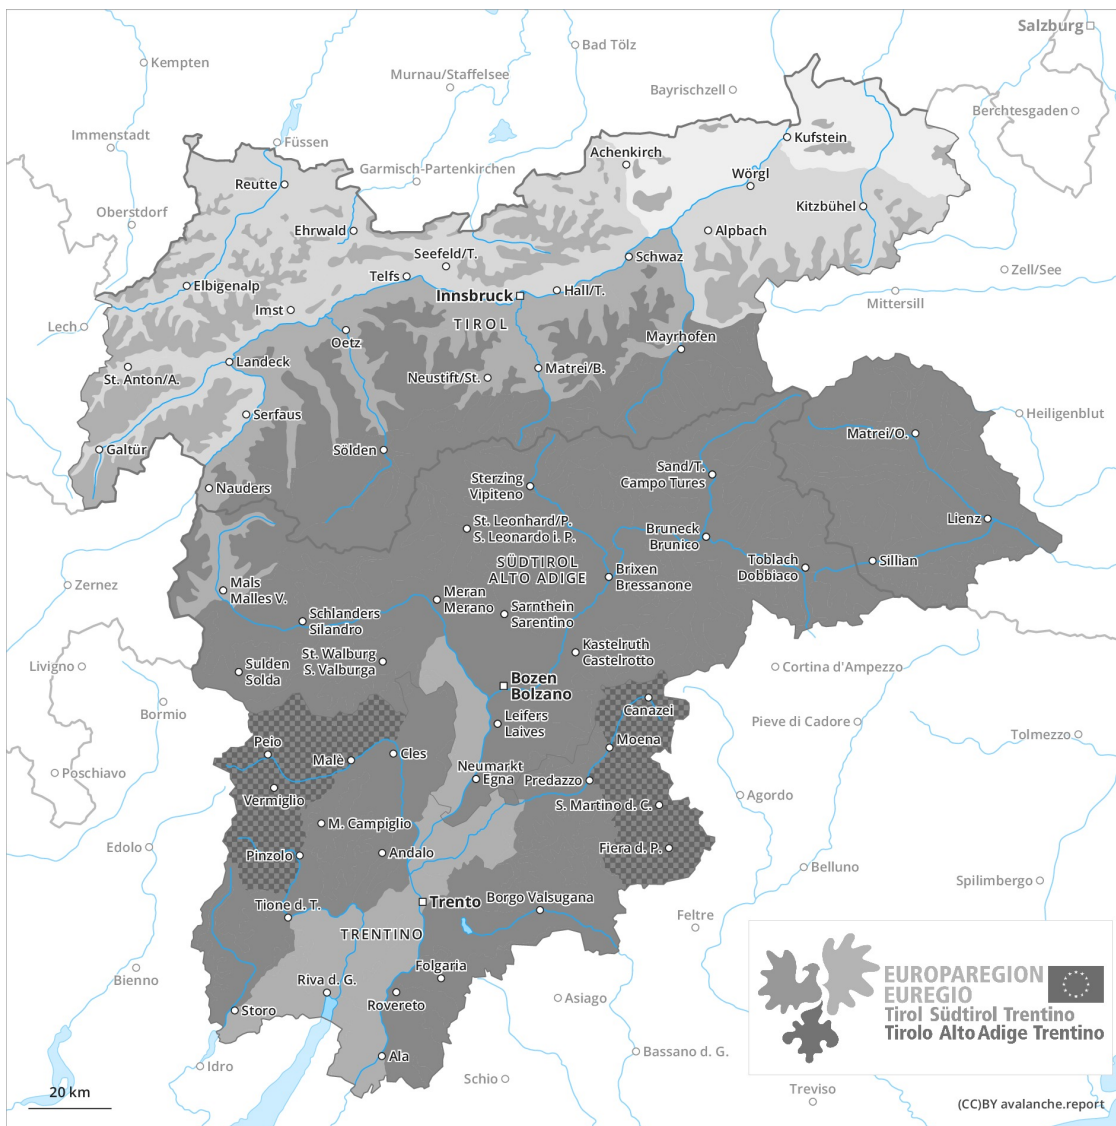 Salzburg
Bad Tölz
Kempten
Murnau/Staffelsee
Bayrischzell
Berchtesgaden
Immenstadt
Füssen
Kufstein
Achenkirch
Garmisch-Partenkirchen
Wörgl
Reutte
Kitzbühel
Oberstdorf
Ehrwald
Alpbach
Seefeld/T.
Schwaz
Zell/See
Telfs
Elbigenalp
Hall/T.
Innsbruck
Mittersill
Imst
Lech
TIROL
Oetz
Mayrhofen
Landeck
Matrei/B.
St. Anton/A.
Neustift/St.
Serfaus
Heiligenblut
Matrei/O.
Galtür
Sölden
Sand/T.
Campo Tures
Sterzing
Vipiteno
Nauders
Lienz
St. Leonhard/P.
S. Leonardo i. P.
Bruneck
Brunico
SÜDTIROL
ALTO ADIGE
Toblach
Dobbiaco
Sillian
Brixen
Bressanone
Zernez
Mals
Malles V.
Meran
Merano
Sarnthein
Sarentino
Schlanders
Silandro
Kastelruth
Castelrotto
St. Walburg
S. Valburga
Livigno
Sulden
Solda
Cortina d'Ampezzo
Bozen
Bolzano
Canazei
Bormio
Leifers
Laives
Pieve di Cadore
Tolmezzo
Moena
Peio
Cles
Malè
Poschiavo
Neumarkt
Egna
Predazzo
Vermiglio
Agordo
S. Martino d. C.
M. Campiglio
Edolo
Fiera d. P.
Pinzolo
Andalo
Belluno
Spilimbergo
Trento
Borgo Valsugana
Tione d. T.
Feltre
TRENTINO
Folgaria
Bienno
Riva d. G.
Rovereto
Asiago
Storo
EUROPAREGION
EUREGIO
Tirol Südtirol Trentino
Tirolo Alto Adige Trentino
Ala
Bassano d. G.
Idro
Schio
Treviso
20 km
(CC)BY avalanche.report